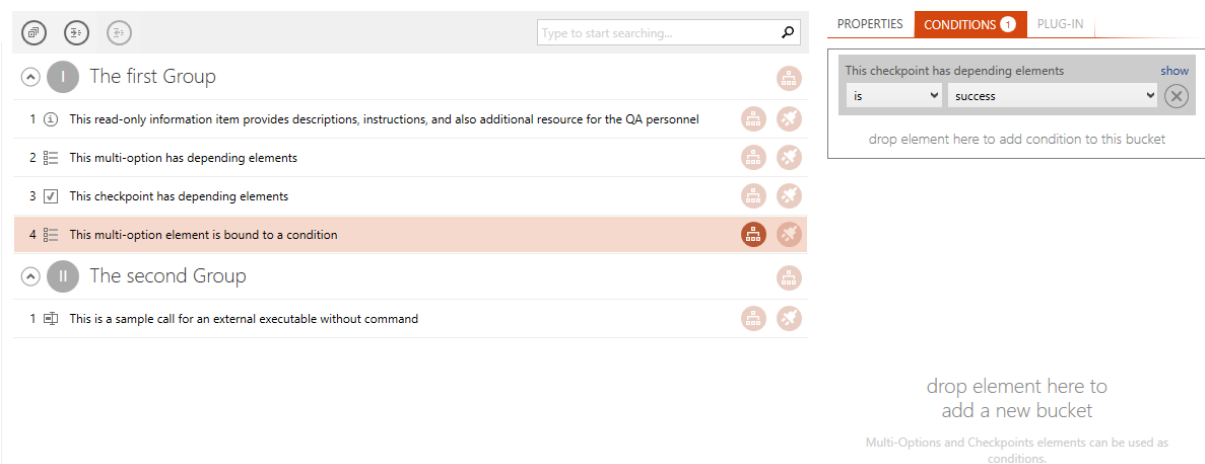 Type to start searching...
PROPERTIES CONDITIONS 1 PLUG-IN
I The first Group
1 This read-only information item provides descriptions, instructions, and also additional resource for the QA personnel
2 This multi-option has depending elements
3 This checkpoint has depending elements
4 This multi-option element is bound to a condition
II The second Group
1 This is a sample call for an external executable without command
This checkpoint has depending elements show
is success
drop element here to add condition to this bucket
drop element here to
add a new bucket
Multi-Options and Checkpoints elements can be used as
conditions.